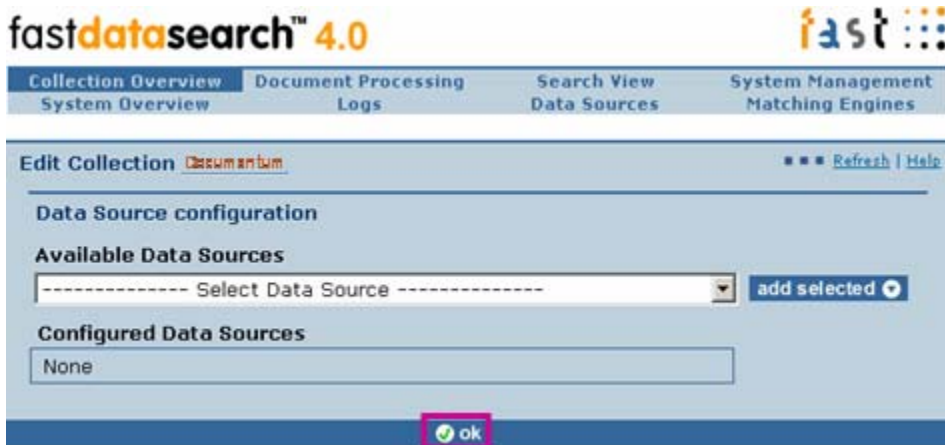 fastdatasearch™ 4.0 fast
Collection Overview Document Processing Search View System Management
System Overview Logs Data Sources Matching Engines
Edit Collection Documentum Refresh | Help
Data Source configuration
Available Data Sources
-------------- Select Data Source -------------- add selected
Configured Data Sources
None
ok